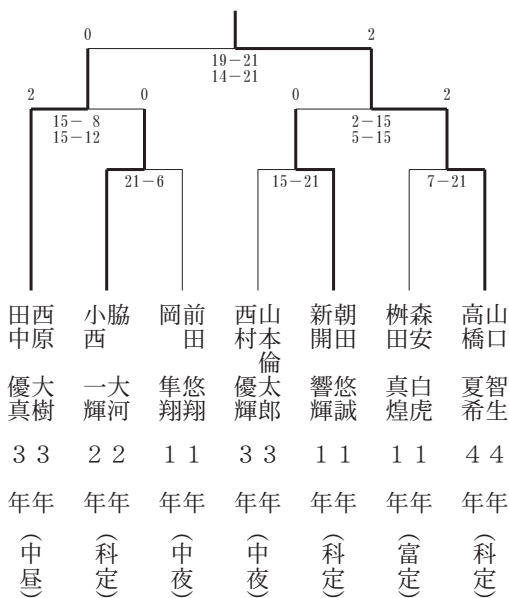 0
2
19－21
14－21
2
0
0
2
15－ 8
15－12
2－15
5－15
21－6
15－21
7－21
山口 智生 4年
高橋 夏希 4年
(科定)
森安 白虎 1年
桝田 真煌 1年
(富定)
朝田 悠誠 1年
新開 響輝 1年
(科定)
山本倫太郎 3年
西村 優輝 3年
(中夜)
前田 悠翔 1年
岡 隼翔 1年
(中夜)
脇 大河 2年
小西 一輝 2年
(科定)
西原 大樹 3年
田中 優真 3年
(中昼)